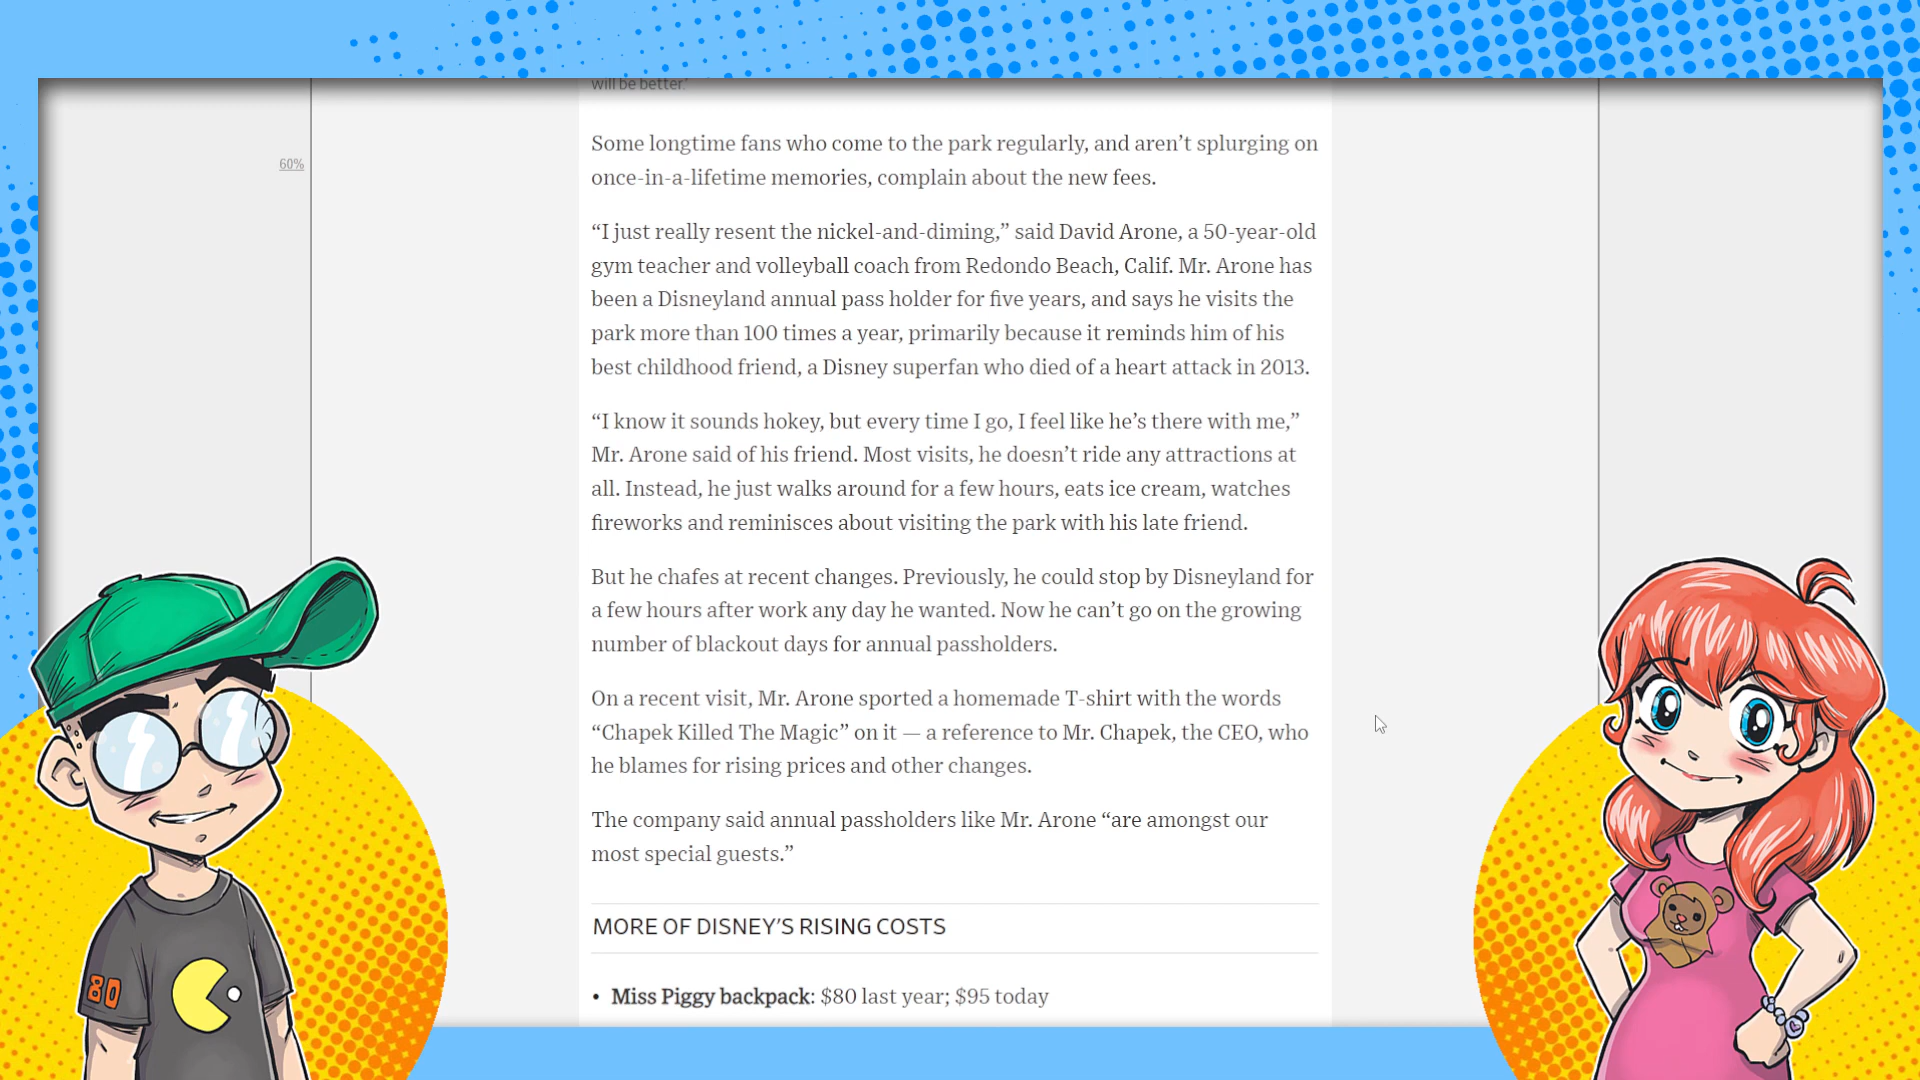 will be better.'
60%
Some longtime fans who come to the park regularly, and aren’t splurging on
once-in-a-lifetime memories, complain about the new fees.
“I just really resent the nickel-and-diming,” said David Arone, a 50-year-old
gym teacher and volleyball coach from Redondo Beach, Calif. Mr. Arone has
been a Disneyland annual pass holder for five years, and says he visits the
park more than 100 times a year, primarily because it reminds him of his
best childhood friend, a Disney superfan who died of a heart attack in 2013.
“I know it sounds hokey, but every time I go, I feel like he’s there with me,”
Mr. Arone said of his friend. Most visits, he doesn’t ride any attractions at
all. Instead, he just walks around for a few hours, eats ice cream, watches
fireworks and reminisces about visiting the park with his late friend.
But he chafes at recent changes. Previously, he could stop by Disneyland for
a few hours after work any day he wanted. Now he can’t go on the growing
number of blackout days for annual passholders.
On a recent visit, Mr. Arone sported a homemade T-shirt with the words
“Chapek Killed The Magic” on it — a reference to Mr. Chapek, the CEO, who
he blames for rising prices and other changes.
The company said annual passholders like Mr. Arone “are amongst our
most special guests.”
MORE OF DISNEY’S RISING COSTS
• Miss Piggy backpack: $80 last year; $95 today
80